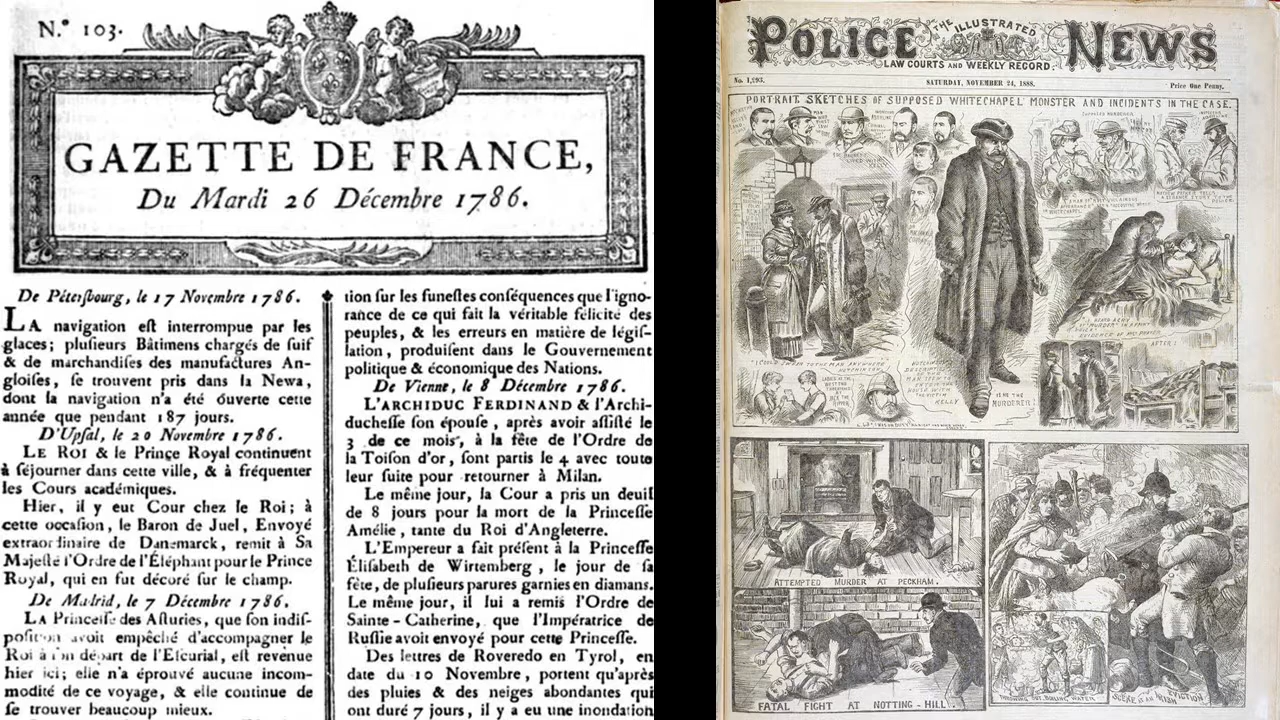 N.° 103.
GAZETTE DE FRANCE,
Du Mardi 26 Décembre 1786.
De Pétersbourg, le 17 Novembre 1786.
LA navigation est interrompue par les
glaces; plusieurs Bâtimens chargés de suif
& de marchandises des manufactures An-
gloises, se trouvent pris dans la Newa,
dont la navigation n'a été ouverte cette
année que pendant 187 jours.
D'Upsal, le 20 Novembre 1786.
LE ROI & le Prince Royal continuent
à séjourner dans cette ville, & à fréquenter
les Cours académiques.
Hier, il y eut Cour chez le Roi; à
cette occasion, le Baron de Juel, Envoyé
extraordinaire de Danemarck, remit à Sa
Majesté l'Ordre de l'Éléphant pour le Prince
Royal, qui en fut décoré sur le champ.
De Madrid, le 7 Décembre 1786.
LA Princesse des Asturies, que son indis-
position avoit empêché d'accompagner le
Roi à son départ de l'Escurial, est revenue
hier ici; elle n'a éprouvé aucune incom-
modité de ce voyage, & elle continue de
se trouver beaucoup mieux.
tion sur les funestes conséquences que l'igno-
rance de ce qui fait la véritable félicité des
peuples, & les erreurs en matière de législ-
lation, produisent dans le Gouvernement
politique & économique des Nations.
De Vienne, le 8 Décembre 1786.
L'ARCHIDUC FERDINAND & l'Archi-
duchesse son épouse, après avoir assisté le
3 de ce mois, à la fête de l'Ordre de
la Toison d'or, sont partis le 4 avec toute
leur suite pour retourner à Milan.
Le même jour, la Cour a pris un deuil
de 8 jours pour la mort de la Princesse
Amélie, tante du Roi d'Angleterre.
L'Empereur a fait présent à la Princesse
Élisabeth de Wirtemberg, le jour de sa
fête, de plusieurs parures garnies en diamans.
Le même jour, il lui a remis l'Ordre de
Sainte-Catherine, que l'Impératrice de
Russie avoit envoyé pour cette Princesse.
Des lettres de Roveredo en Tyrol, en
date du 10 Novembre, portent qu'après
des pluies & des neiges abondantes qui
ont duré 7 jours, il y a eu une inondation
THE ILLUSTRATED
POLICE NEWS
LAW COURTS AND WEEKLY RECORD
No. 1,293.
SATURDAY, NOVEMBER 24, 1888.
Price One Penny.
PORTRAIT SKETCHES OF SUPPOSED WHITECHAPEL MONSTER AND INCIDENTS IN THE CASE.
AFTER!
IS HE THE
MURDERER?
KELLY
ATTEMPTED MURDER AT PECKHAM.
FATAL FIGHT AT NOTTING-HILL.